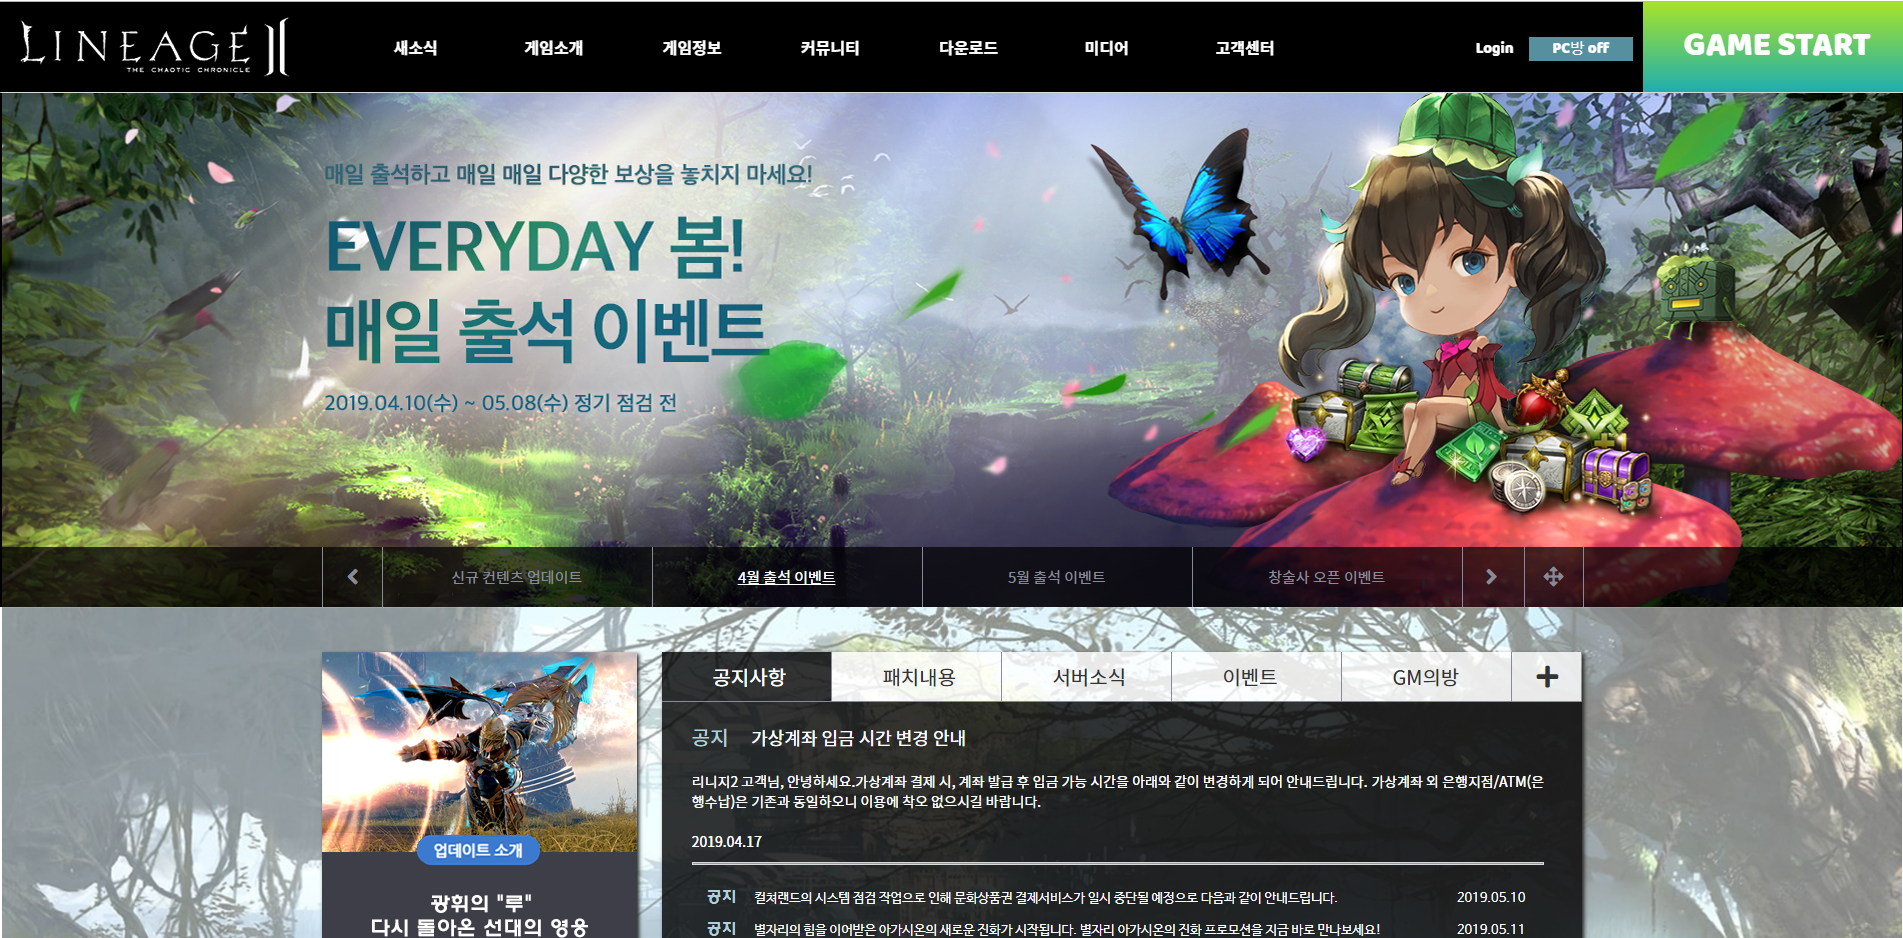 LINEAGE II
THE CHAOTIC CHRONICLE
새소식
게임소개
게임정보
커뮤니티
다운로드
미디어
고객센터
Login
PC방 off
GAME START
매일 출석하고 매일 매일 다양한 보상을 놓치지 마세요!
EVERYDAY 봄!
매일 출석 이벤트
2019.04.10(수) ~ 05.08(수) 정기 점검 전
신규 컨텐츠 업데이트
4월 출석 이벤트
5월 출석 이벤트
창술사 오픈 이벤트
업데이트 소개
광휘의 "루"
다시 돌아온 선대의 영웅
공지사항
패치내용
서버소식
이벤트
GM의방
공지 가상계좌 입금 시간 변경 안내
리니지2 고객님, 안녕하세요.가상계좌 결제 시, 계좌 발급 후 입금 가능 시간을 아래와 같이 변경하게 되어 안내드립니다. 가상계좌 외 은행지점/ATM(은
행수납)은 기존과 동일하오니 이용에 착오 없으시길 바랍니다.
2019.04.17
공지 컬쳐랜드의 시스템 점검 작업으로 인해 문화상품권 결제서비스가 일시 중단될 예정으로 다음과 같이 안내드립니다. 2019.05.10
공지 별자리의 힘을 이어받은 아가시온의 새로운 진화가 시작됩니다. 별자리 아가시온의 진화 프로모션을 지금 바로 만나보세요! 2019.05.11